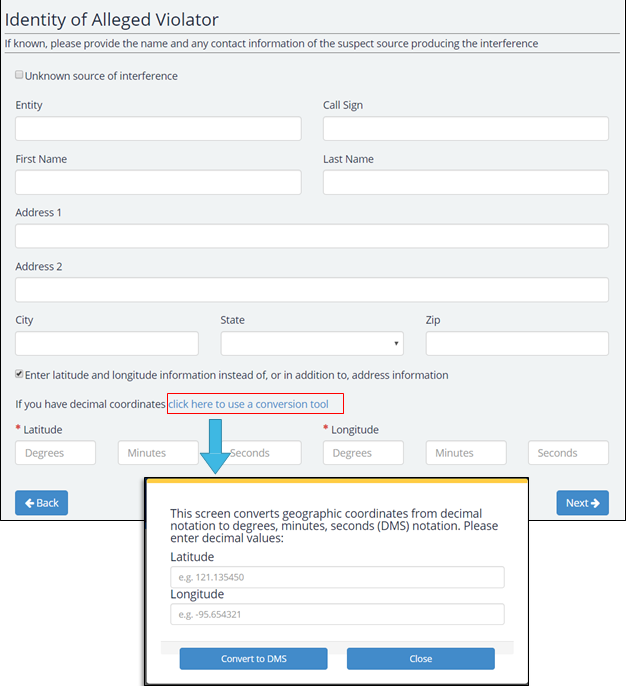 Identity of Alleged Violator
If known, please provide the name and any contact information of the suspect source producing the interference
Unknown source of interference
Entity
Call Sign
First Name
Last Name
Address 1
Address 2
City
State
Zip
Enter latitude and longitude information instead of, or in addition to, address information
If you have decimal coordinates click here to use a conversion tool
* Latitude
* Longitude
Degrees
Minutes
Seconds
Degrees
Minutes
Seconds
Back
Next
This screen converts geographic coordinates from decimal
notation to degrees, minutes, seconds (DMS) notation. Please
enter decimal values:
Latitude
e.g. 121.135450
Longitude
e.g. -95.654321
Convert to DMS
Close